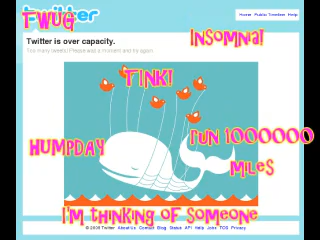 twitter
TWUG
Home Public Timeline Help
INSOMNIA!
Twitter is over capacity.
Too many tweets! Please wait a moment and try again.
TINK!
HUMPDAY
RUN 1000000
MILES
I'M THINKING OF SOMEONE
© 2008 Twitter About Us Contact Blog Status API Help Jobs TOS Privacy